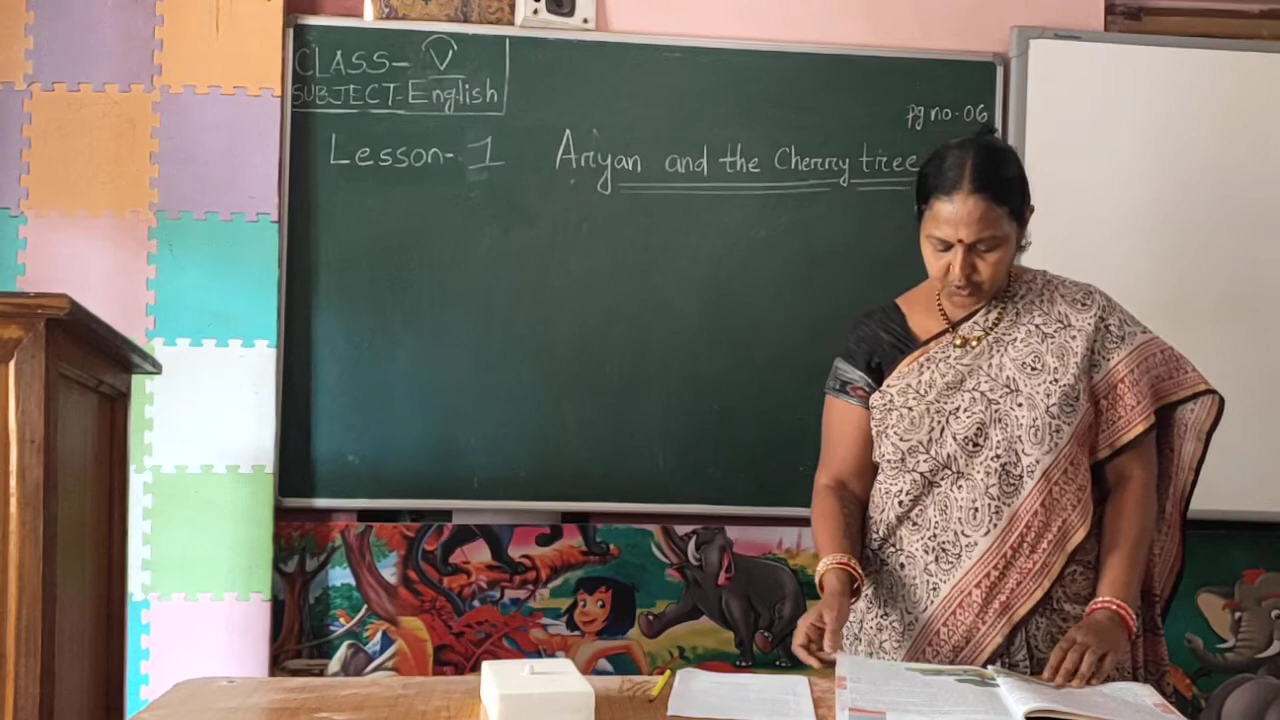 CLASS- V
SUBJECT-English
pg no-06
Lesson- 1 Ariyan and the Cherry tree